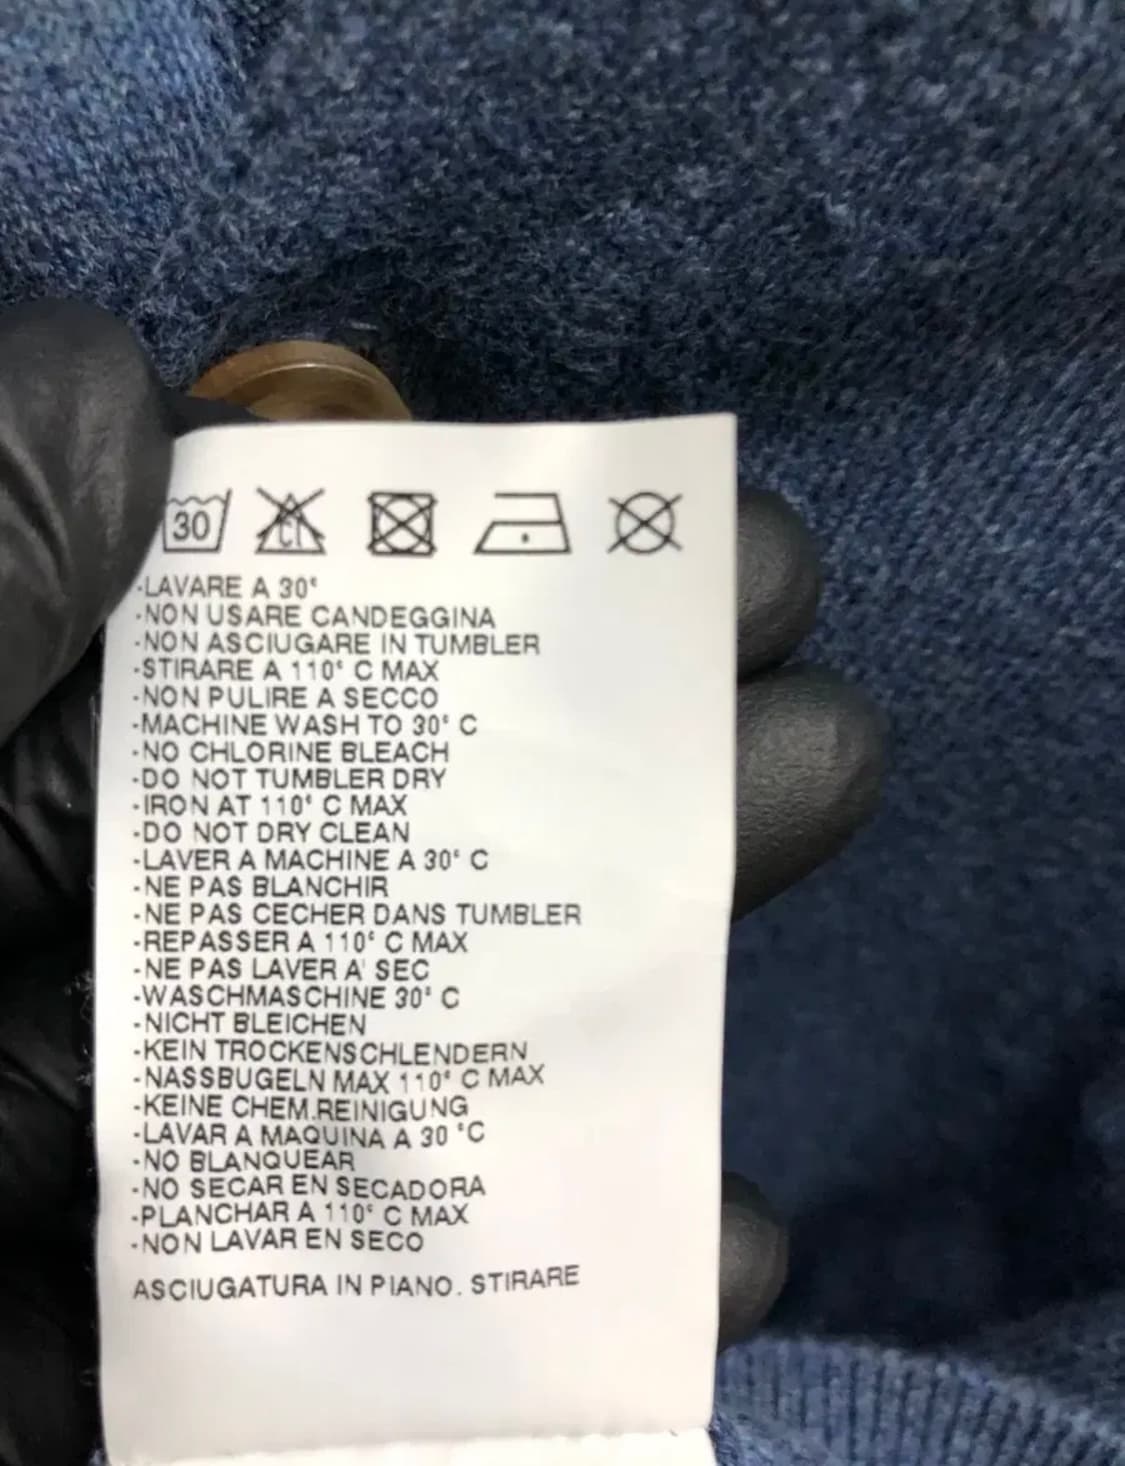 30
CL
-LAVARE A 30°
-NON USARE CANDEGGINA
-NON ASCIUGARE IN TUMBLER
-STIRARE A 110° C MAX
-NON PULIRE A SECCO
-MACHINE WASH TO 30° C
-NO CHLORINE BLEACH
-DO NOT TUMBLER DRY
-IRON AT 110° C MAX
-DO NOT DRY CLEAN
-LAVER A MACHINE A 30° C
-NE PAS BLANCHIR
-NE PAS CECHER DANS TUMBLER
-REPASSER A 110° C MAX
-NE PAS LAVER A' SEC
-WASCHMASCHINE 30° C
-NICHT BLEICHEN
-KEIN TROCKENSCHLENDERN
-NASSBUGELN MAX 110° C MAX
-KEINE CHEM.REINIGUNG
-LAVAR A MAQUINA A 30 °C
-NO BLANQUEAR
-NO SECAR EN SECADORA
-PLANCHAR A 110° C MAX
-NON LAVAR EN SECO
ASCIUGATURA IN PIANO. STIRARE